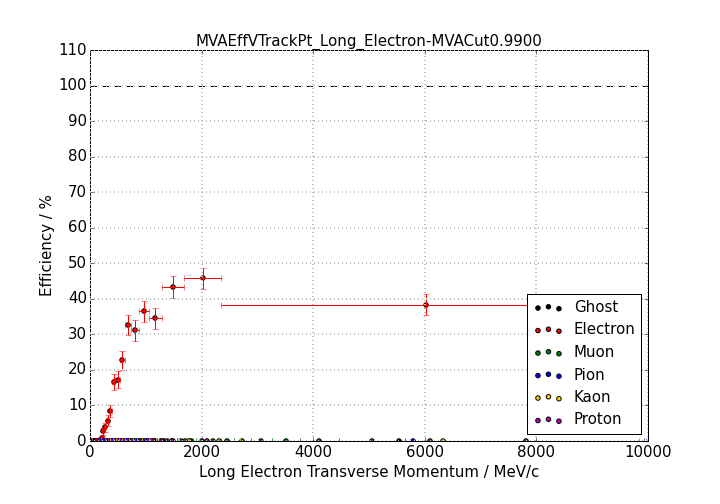 MVAEffVTrackPt_Long_Electron-MVACut0.9900
110
100
90
80
70
60
50
40
30
20
10
0
Efficiency / %
Ghost
Electron
Muon
Pion
Kaon
Proton
0 2000 4000 6000 8000 10000
Long Electron Transverse Momentum / MeV/c